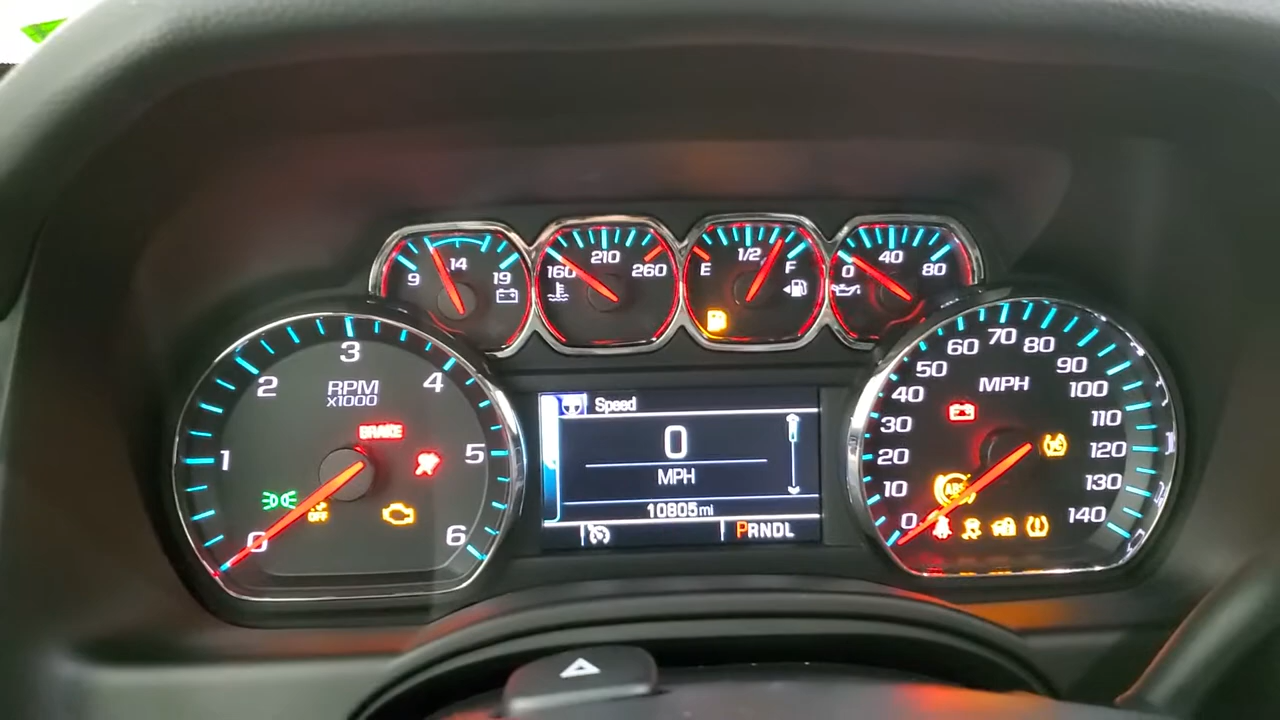 9 14 19
160 210 260
E 1/2 F
0 40 80
0 1 2 3 4 5 6
RPM
x1000
BRAKE
OFF
Speed
0
MPH
10805 mi
PRNDL
0 10 20 30 40 50 60 70 80 90 100 110 120 130 140
MPH
ABS